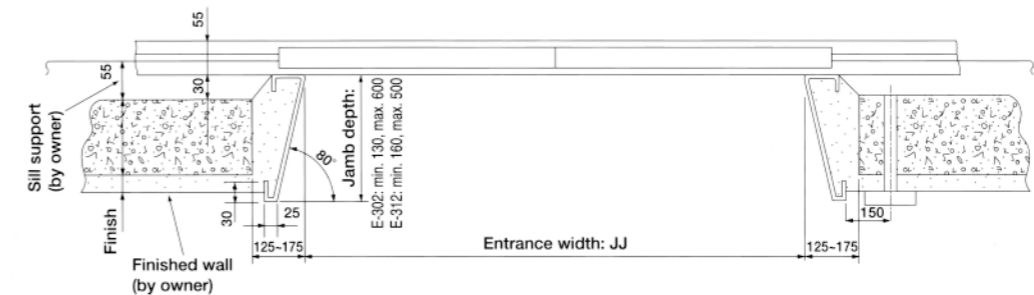 55
55
30
Sill support
(by owner)
Finish
30
25
80°
Jamb depth:
E-302: min. 130, max. 600
E-312: min. 160, max. 500
150
125~175
Entrance width: JJ
125~175
Finished wall
(by owner)